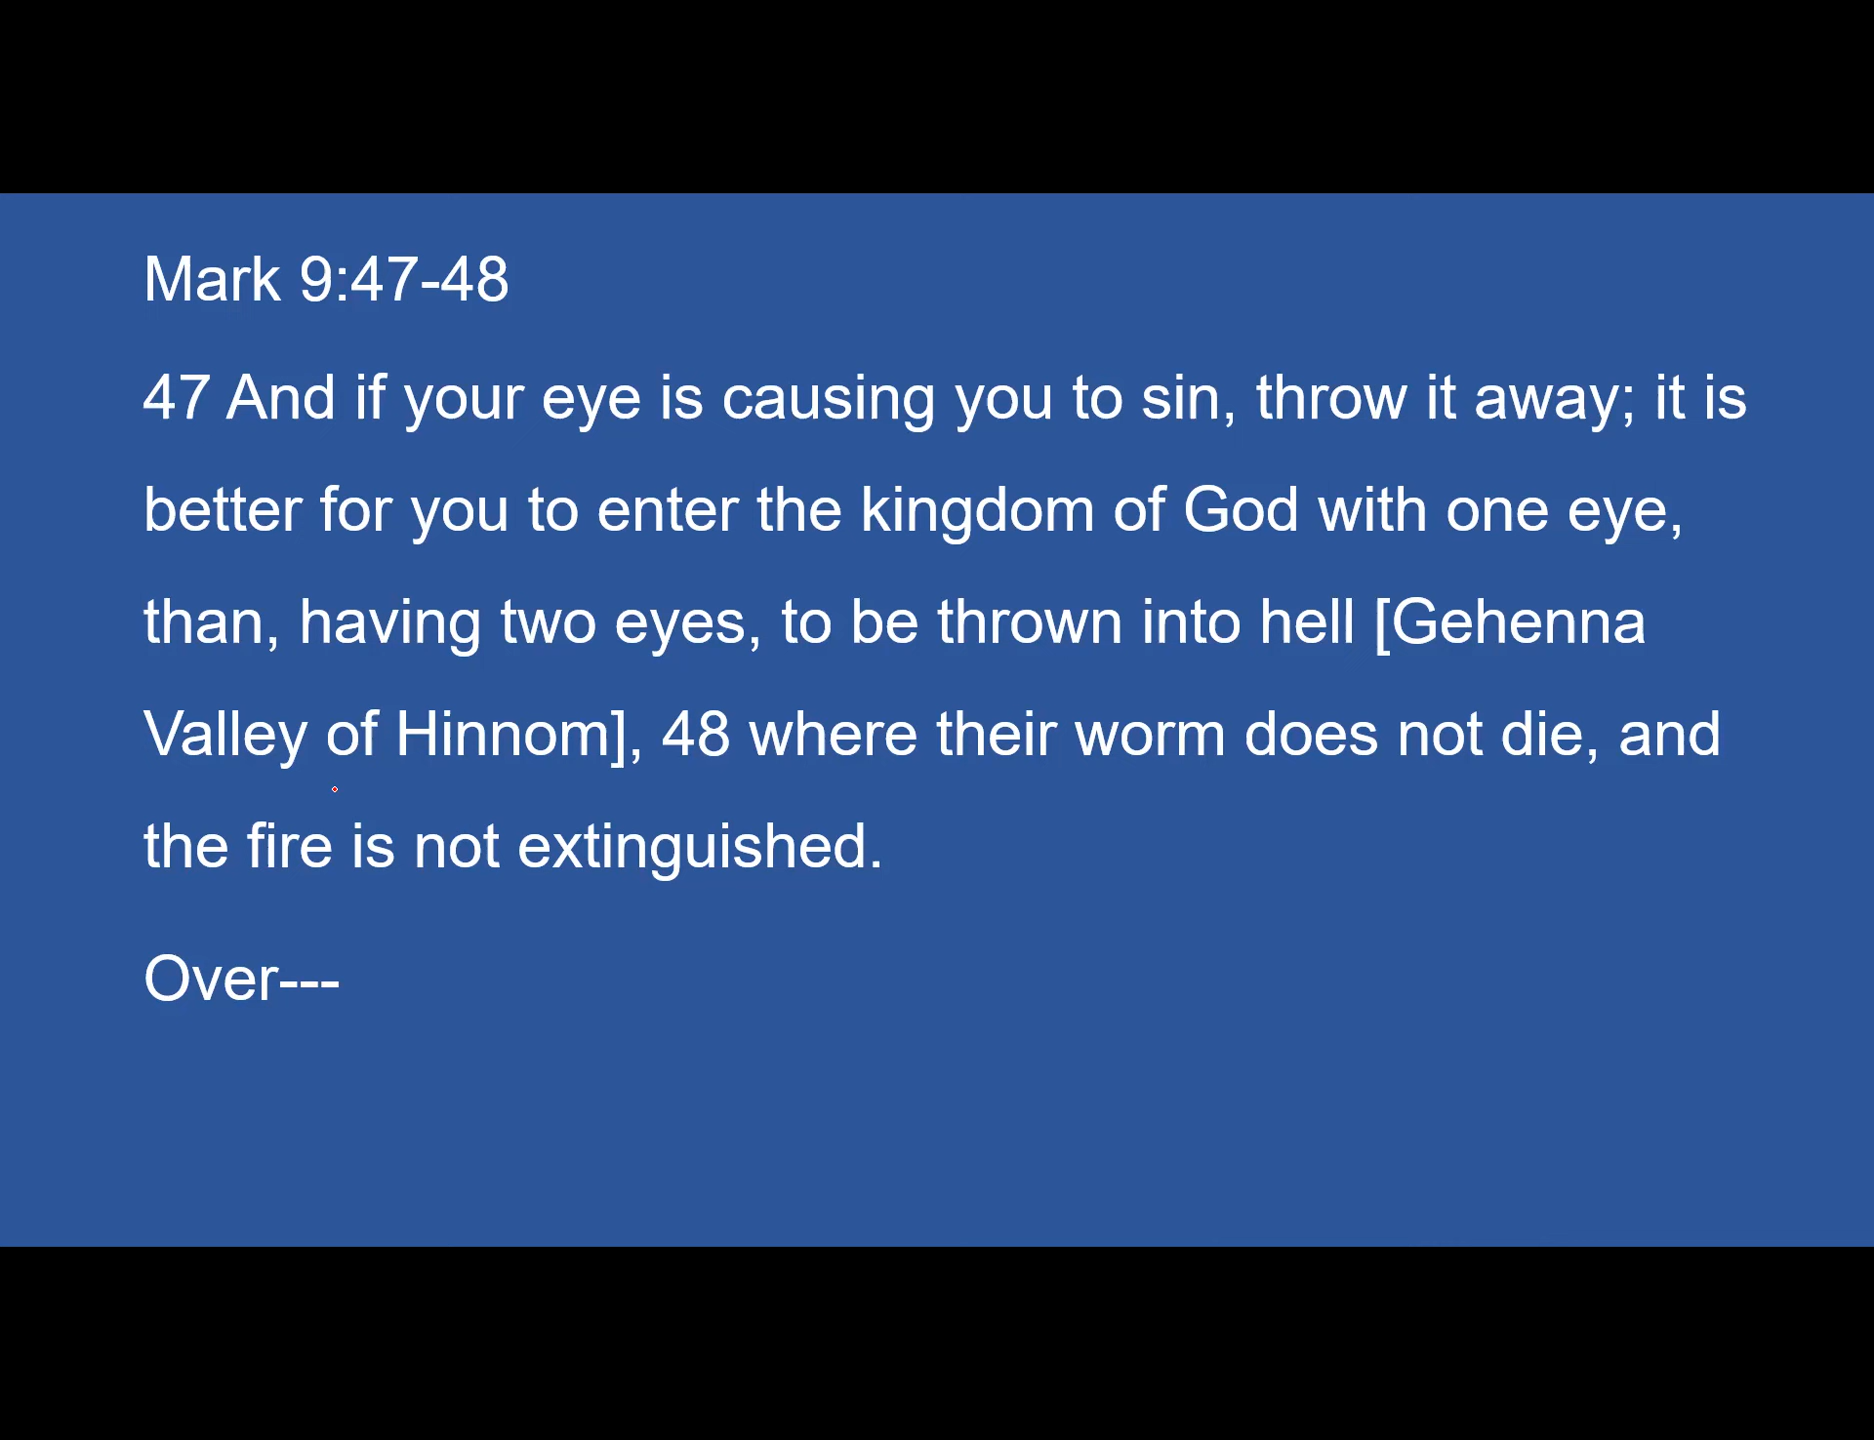 Mark 9:47-48
47 And if your eye is causing you to sin, throw it away; it is
better for you to enter the kingdom of God with one eye,
than, having two eyes, to be thrown into hell [Gehenna
Valley of Hinnom], 48 where their worm does not die, and
the fire is not extinguished.
Over---